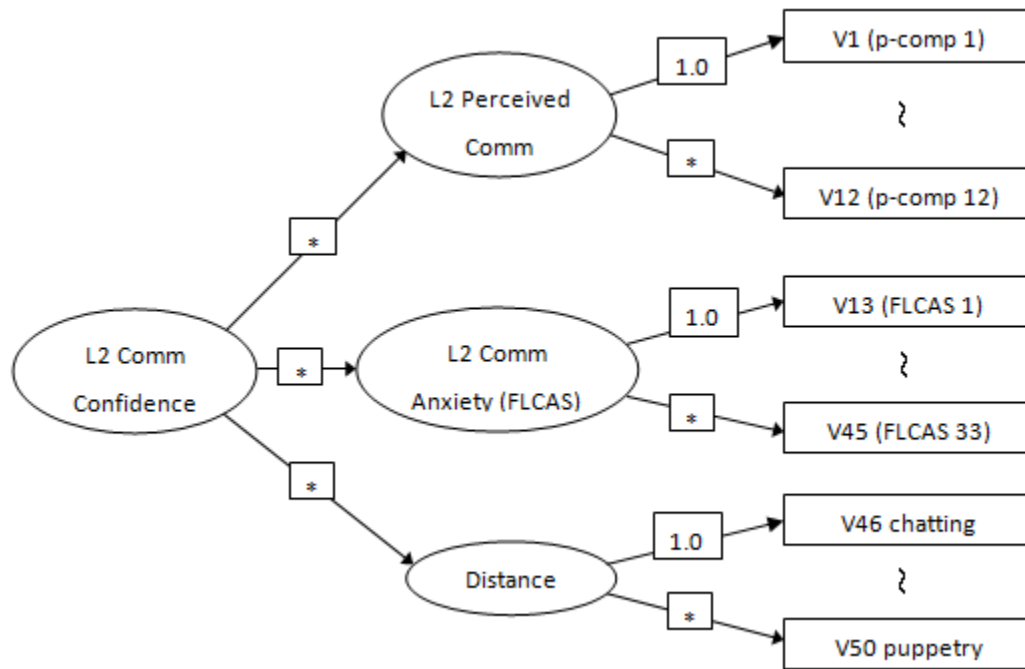 V1 (p-comp 1)
1.0
L2 Perceived
Comm
~
*
V12 (p-comp 12)
*
V13 (FLCAS 1)
1.0
L2 Comm
Confidence
*
L2 Comm
Anxiety (FLCAS)
~
*
V45 (FLCAS 33)
*
V46 chatting
1.0
Distance
~
*
V50 puppetry